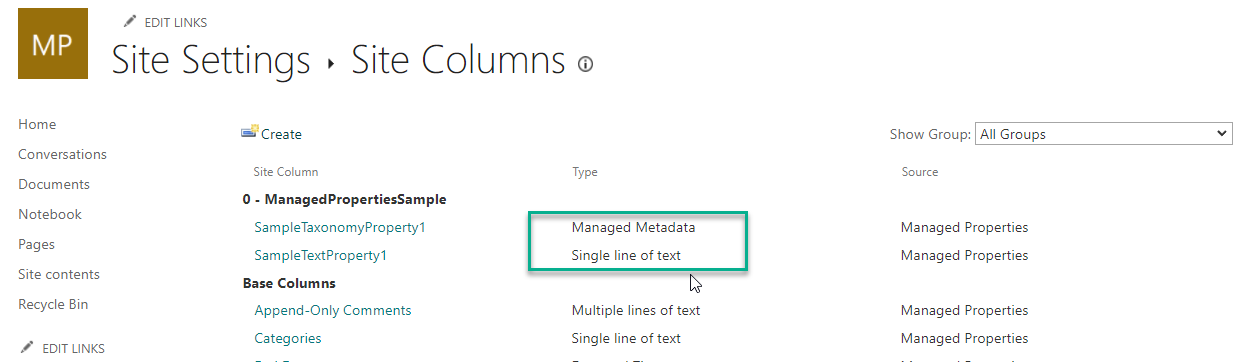 MP
EDIT LINKS
Site Settings ▸ Site Columns
Home
Conversations
Documents
Notebook
Pages
Site contents
Recycle Bin
EDIT LINKS
Create
Show Group: All Groups
Site Column Type Source
0 - ManagedPropertiesSample
SampleTaxonomyProperty1 Managed Metadata Managed Properties
SampleTextProperty1 Single line of text Managed Properties
Base Columns
Append-Only Comments Multiple lines of text Managed Properties
Categories Single line of text Managed Properties